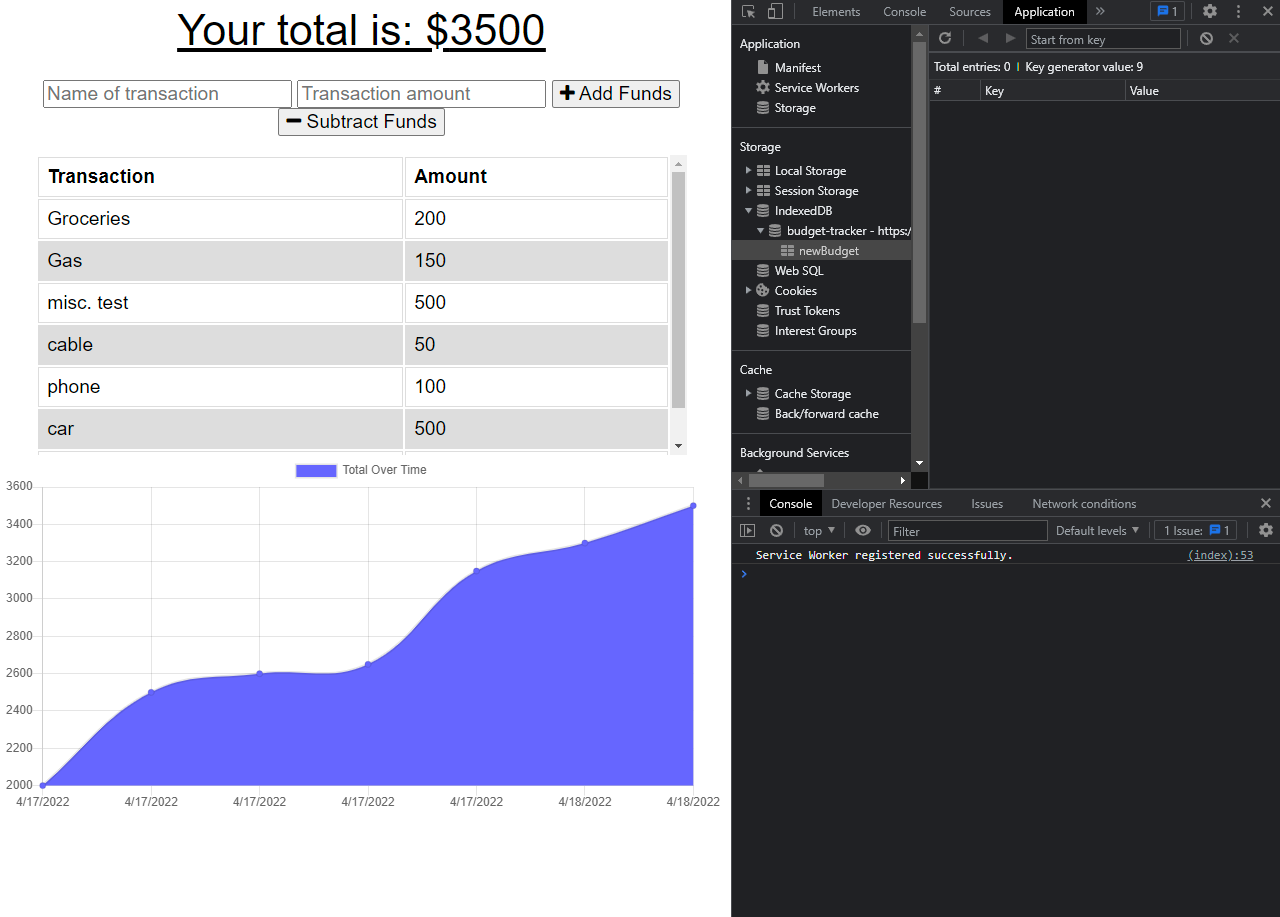 Your total is: $3500
Name of transaction Transaction amount Add Funds
Subtract Funds
Transaction Amount
Groceries 200
Gas 150
misc. test 500
cable 50
phone 100
car 500
Total Over Time
3600
3400
3200
3000
2800
2600
2400
2200
2000
4/17/2022 4/17/2022 4/17/2022 4/17/2022 4/17/2022 4/18/2022 4/18/2022
Elements Console Sources Application » 1
Application
Manifest
Service Workers
Storage
Storage
Local Storage
Session Storage
IndexedDB
budget-tracker - https:/
newBudget
Web SQL
Cookies
Trust Tokens
Interest Groups
Cache
Cache Storage
Back/forward cache
Background Services
Start from key
Total entries: 0 Key generator value: 9
# Key Value
Console Developer Resources Issues Network conditions
top Filter Default levels 1 Issue: 1
Service Worker registered successfully. (index):53